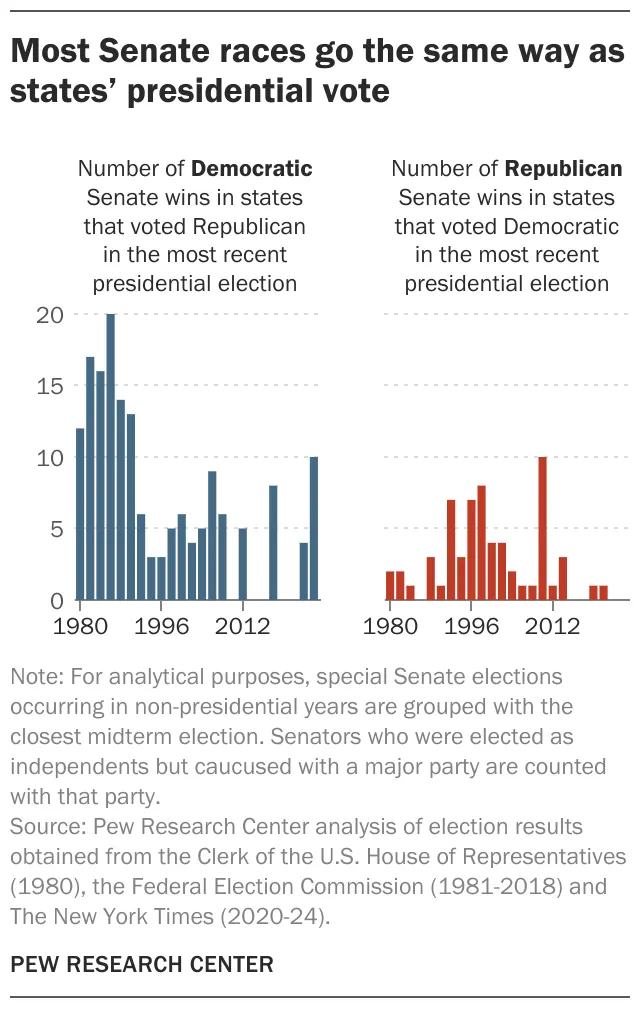 Most Senate races go the same way as
states’ presidential vote
Number of Democratic
Senate wins in states
that voted Republican
in the most recent
presidential election
Number of Republican
Senate wins in states
that voted Democratic
in the most recent
presidential election
20
15
10
5
0
1980 1996 2012
1980 1996 2012
Note: For analytical purposes, special Senate elections
occurring in non-presidential years are grouped with the
closest midterm election. Senators who were elected as
independents but caucused with a major party are counted
with that party.
Source: Pew Research Center analysis of election results
obtained from the Clerk of the U.S. House of Representatives
(1980), the Federal Election Commission (1981-2018) and
The New York Times (2020-24).
PEW RESEARCH CENTER